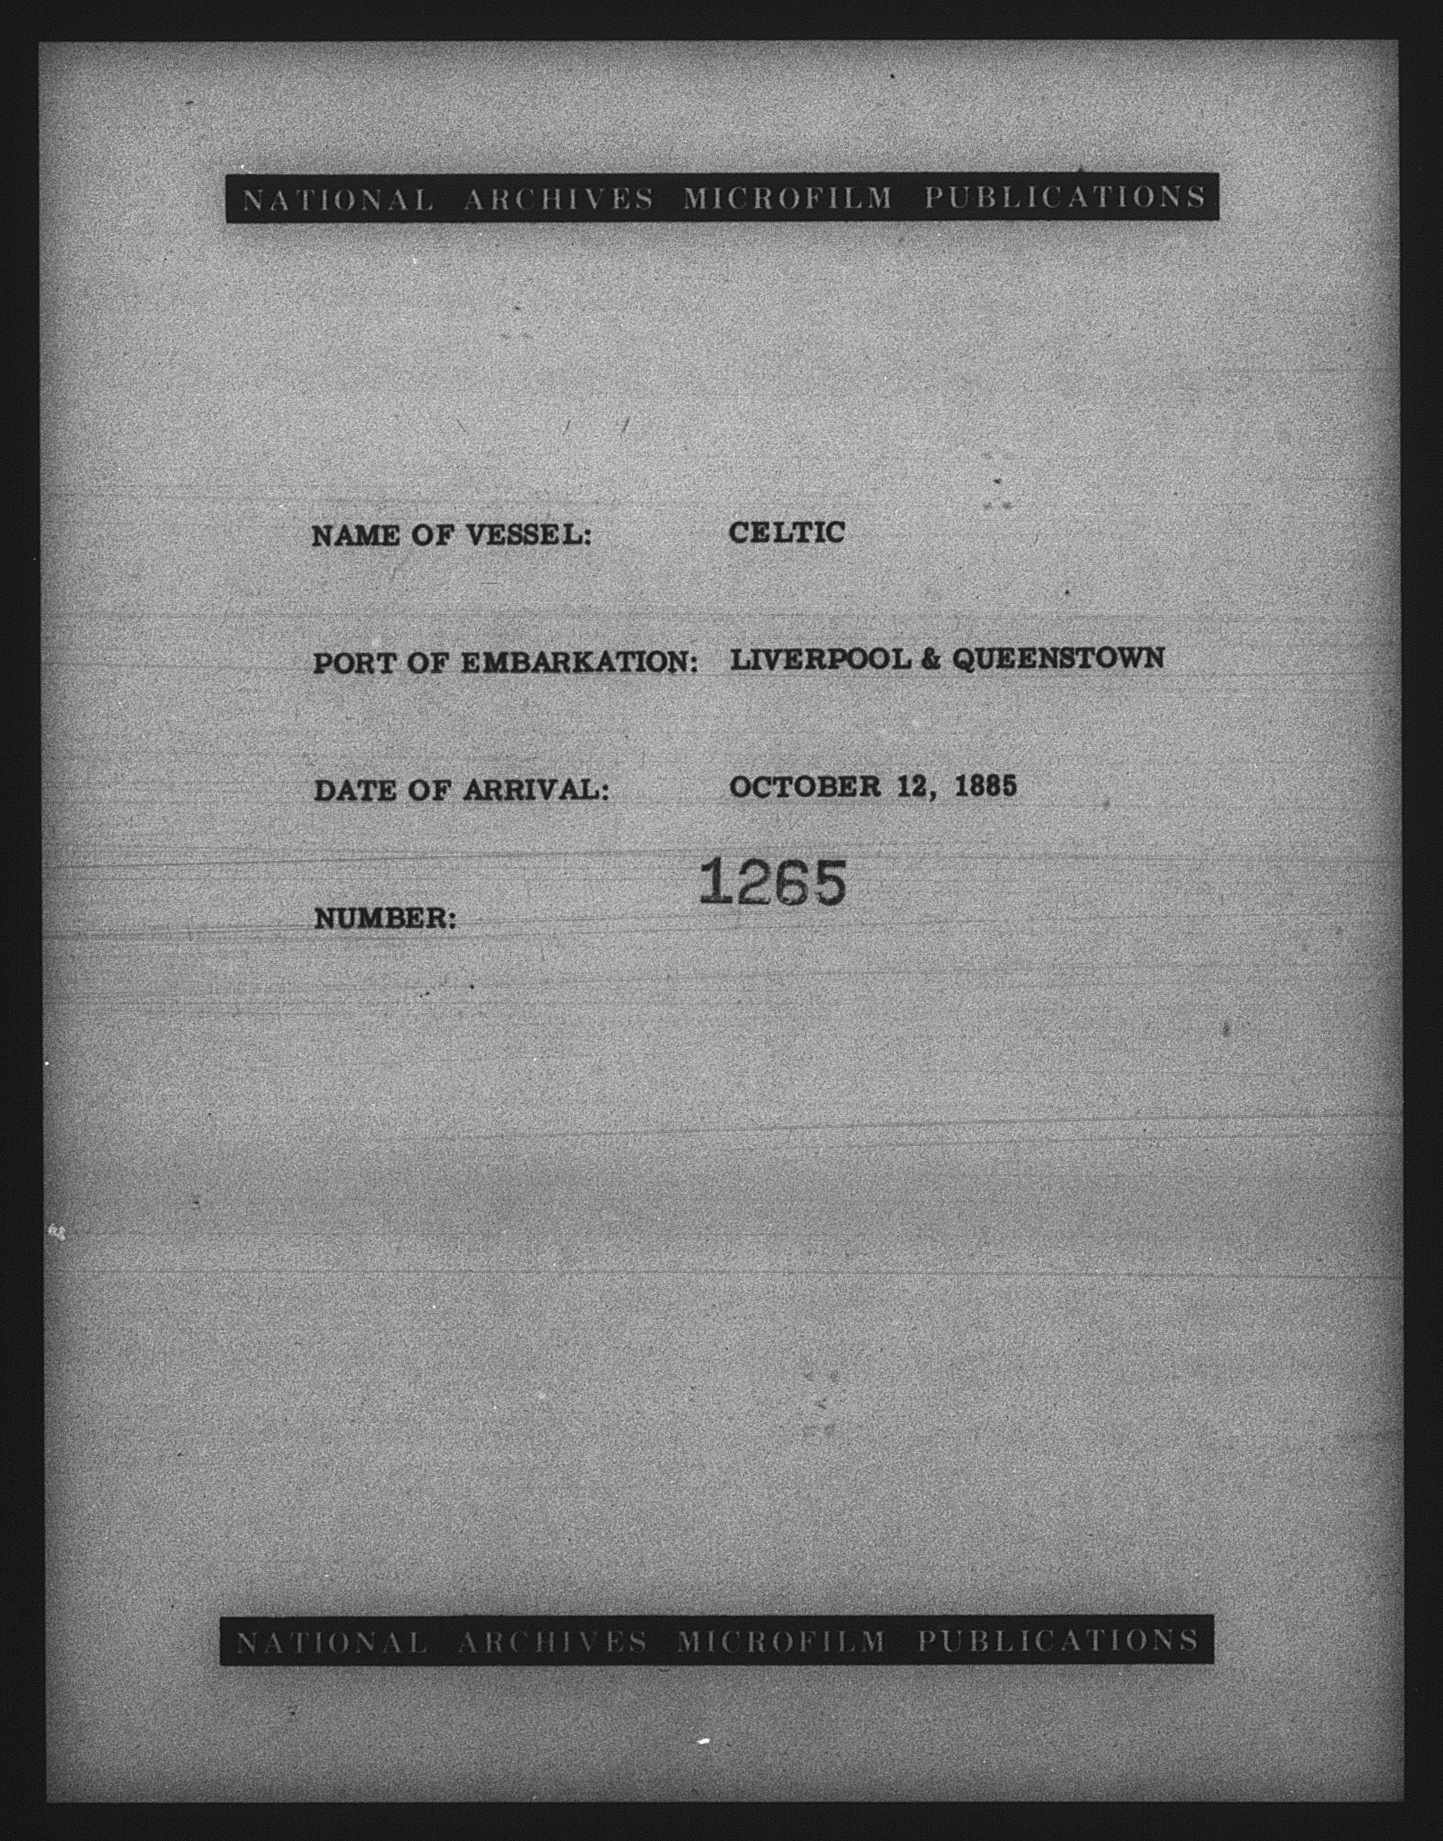 NATIONAL ARCHIVES MICROFILM PUBLICATIONS
NAME OF VESSEL: CELTIC
PORT OF EMBARKATION: LIVERPOOL & QUEENSTOWN
DATE OF ARRIVAL: OCTOBER 12, 1885
NUMBER: 1265
NATIONAL ARCHIVES MICROFILM PUBLICATIONS